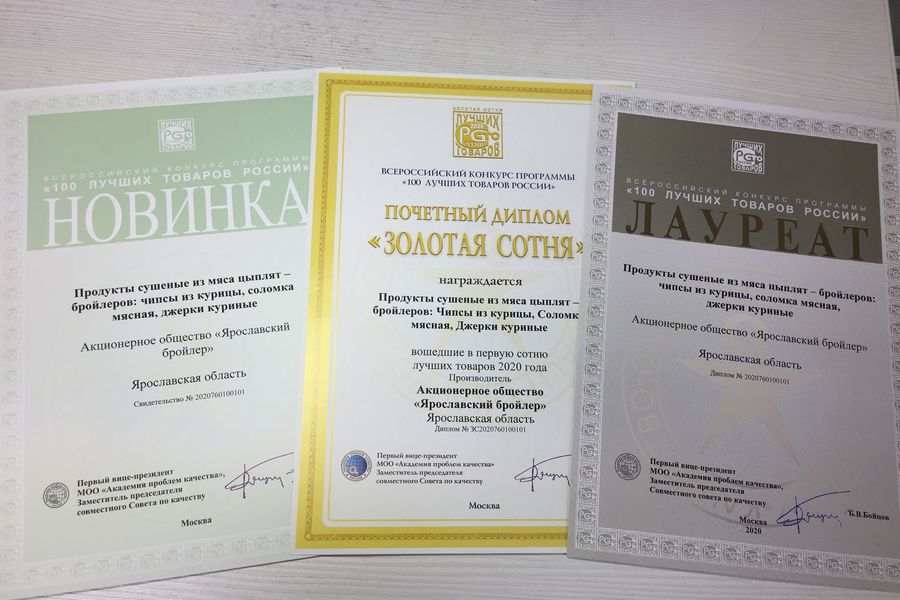 ЛУЧШИХ
ТОВАРОВ
ВСЕРОССИЙСКИЙ КОНКУРС ПРОГРАММЫ
«100 ЛУЧШИХ ТОВАРОВ РОССИИ»
НОВИНКА
Продукты сушеные из мяса цыплят –
бройлеров: чипсы из курицы, соломка
мясная, джерки куриные
Акционерное общество «Ярославский
бройлер»
Ярославская область
Свидетельство № 2020760100101
Первый вице-президент
МОО «Академия проблем качества»,
Заместитель председателя
совместного Совета по качеству
Москва
ЗОЛОТАЯ СОТНЯ
ЛУЧШИХ
ТОВАРОВ
ВСЕРОССИЙСКИЙ КОНКУРС ПРОГРАММЫ
«100 ЛУЧШИХ ТОВАРОВ РОССИИ»
ПОЧЕТНЫЙ ДИПЛОМ
«ЗОЛОТАЯ СОТНЯ»
награждается
Продукты сушеные из мяса цыплят –
бройлеров: Чипсы из курицы, Соломк
мясная, Джерки куриные
вошедшие в первую сотню
лучших товаров 2020 года
Производитель
Акционерное общество
«Ярославский бройлер»
Ярославская область
Диплом № ЗС2020760100101
Первый вице-президент
МОО «Академия проблем качества»
Заместитель председателя
совместного Совета по качеству
Москва
ЛУЧШИХ
ТОВАРОВ
ВСЕРОССИЙСКИЙ КОНКУРС ПРОГРАММЫ
«100 ЛУЧШИХ ТОВАРОВ РОССИИ»
ЛАУРЕАТ
Продукты сушеные из мяса цыплят – бройлеров:
чипсы из курицы, соломка мясная,
джерки куриные
Акционерное общество «Ярославский бройлер»
Ярославская область
Диплом № 2020760100101
Первый вице-президент
МОО «Академия проблем качества»,
Заместитель председателя
Совместного Совета по качеству
Б.В.Бойцов
Москва
2020